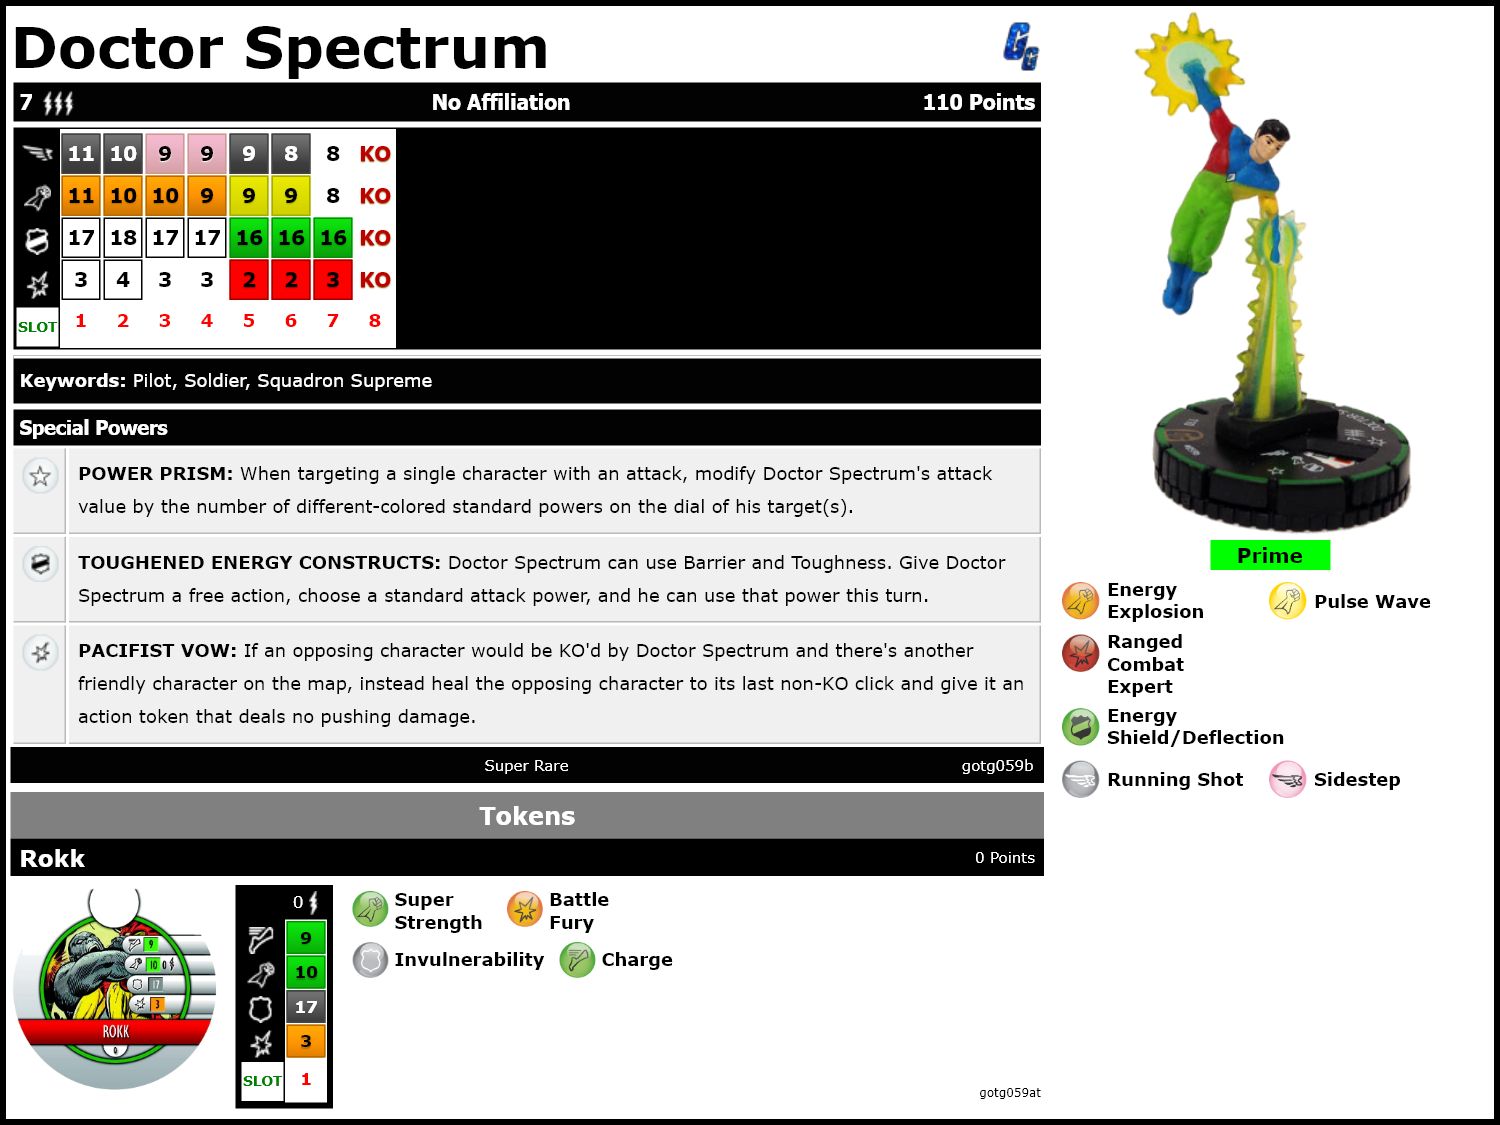 Doctor Spectrum
GG
7 No Affiliation 110 Points
11 10 9 9 9 8 8 KO
11 10 10 9 9 9 8 KO
17 18 17 17 16 16 16 KO
3 4 3 3 2 2 3 KO
SLOT 1 2 3 4 5 6 7 8
Keywords: Pilot, Soldier, Squadron Supreme
Special Powers
POWER PRISM: When targeting a single character with an attack, modify Doctor Spectrum's attack
value by the number of different-colored standard powers on the dial of his target(s).
TOUGHENED ENERGY CONSTRUCTS: Doctor Spectrum can use Barrier and Toughness. Give Doctor
Spectrum a free action, choose a standard attack power, and he can use that power this turn.
PACIFIST VOW: If an opposing character would be KO'd by Doctor Spectrum and there's another
friendly character on the map, instead heal the opposing character to its last non-KO click and give it an
action token that deals no pushing damage.
Super Rare gotg059b
Prime
Energy
Explosion
Pulse Wave
Ranged
Combat
Expert
Energy
Shield/Deflection
Running Shot
Sidestep
Tokens
Rokk 0 Points
9
10 0
17
3
ROKK
0
0
9
10
17
3
SLOT 1
Super
Strength
Battle
Fury
Invulnerability
Charge
gotg059at